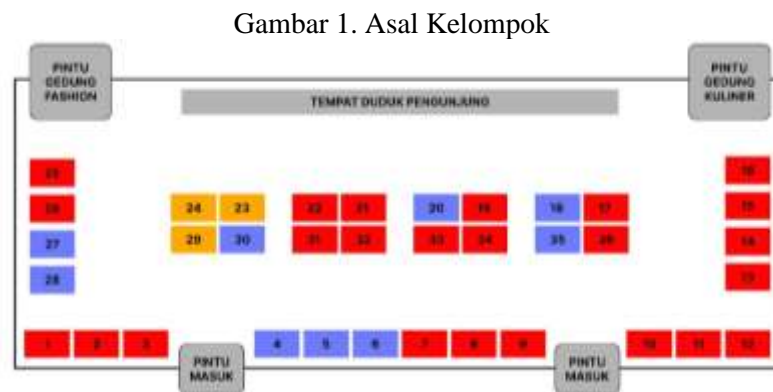 Gambar 1. Asal Kelompok
PINTU
GEDUNG
FASHION
PINTU
GEDUNG
KULINER
TEMPAT DUDUK PENGUNJUNG
25
26
27
28
24 23
29 30
22 21
31 32
20 19
33 34
18 17
35 36
16
15
14
13
1 2 3
PINTU
MASUK
4 5 6 7 8 9
PINTU
MASUK
10 11 12